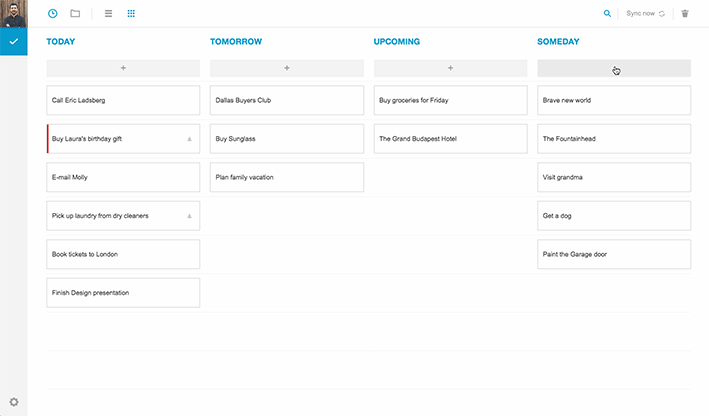 Sync now
TODAY
TOMORROW
UPCOMING
SOMEDAY
+
+
+
Call Eric Ladsberg
Dallas Buyers Club
Buy groceries for Friday
Brave new world
Buy Laura's birthday gift
Buy Sunglass
The Grand Budapest Hotel
The Fountainhead
E-mail Molly
Plan family vacation
Visit grandma
Pick up laundry from dry cleaners
Get a dog
Book tickets to London
Paint the Garage door
Finish Design presentation